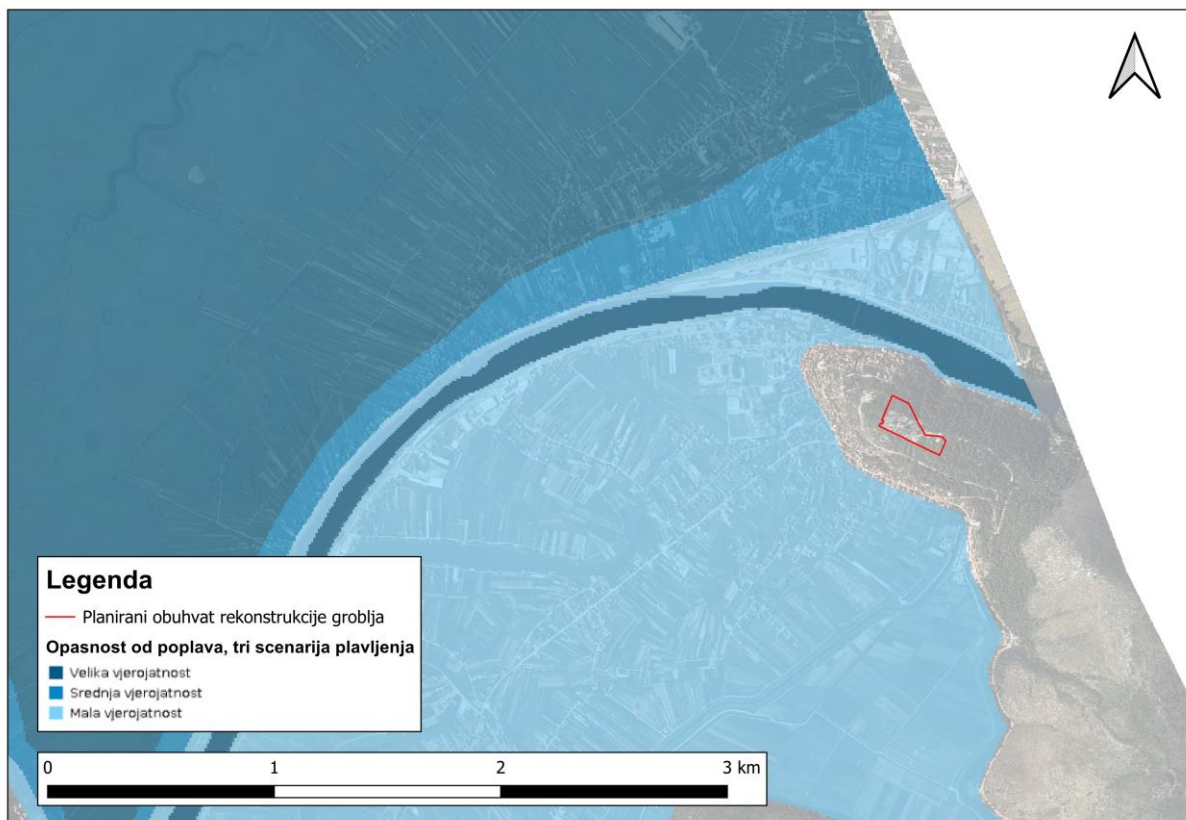 Legenda
Planirani obuhvat rekonstrukcije groblja
Opasnost od poplava, tri scenarija plavljenja
Velika vjerojatnost
Srednja vjerojatnost
Mala vjerojatnost
0 1 2 3 km